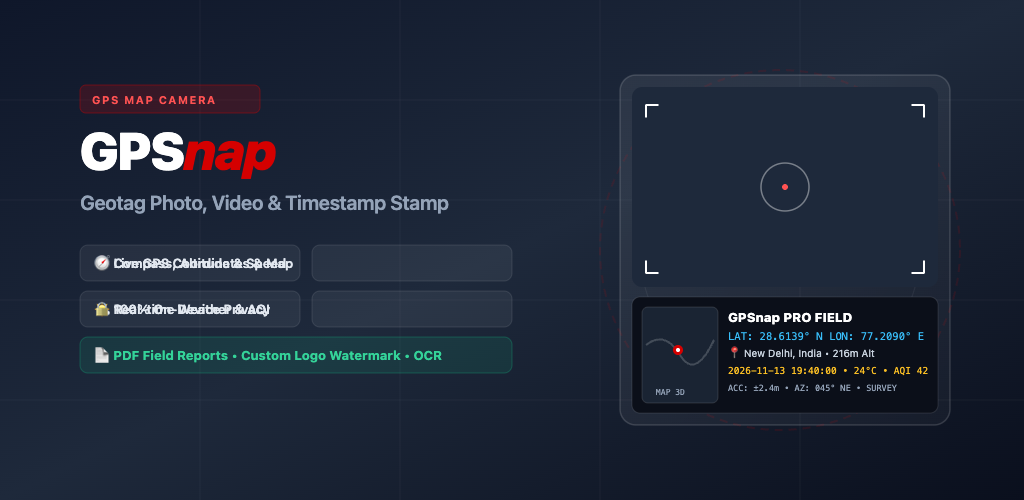 GPS MAP CAMERA
GPSnap
Geotag Photo, Video & Timestamp Stamp
PDF Field Reports • Custom Logo Watermark • OCR
MAP 3D
GPSnap PRO FIELD
LAT: 28.6139° N LON: 77.2090° E
New Delhi, India • 216m Alt
2026-11-13 19:40:00 • 24°C • AQI 42
ACC: ±2.4m • AZ: 045° NE • SURVEY